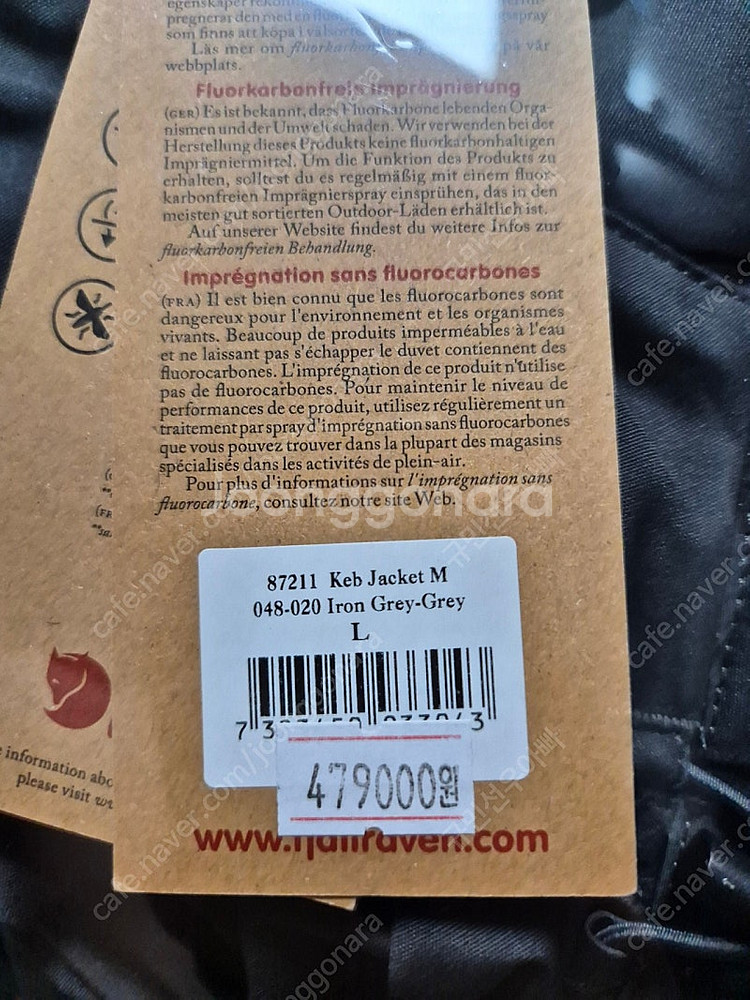 som finns att köpa i
Läs mer om fluorkarbon på vår
webbplats.
Fluorkarbonfreis Imprägnierung
(GER) Es ist bekannt, dass Fluorkarbone lebenden Orga-
nismen und der Umwelt schaden. Wir verwenden bei der
Herstellung dieses Produkts keine fluorkarbonhaltigen
Imprägniermittel. Um die Funktion des Produkts zu
erhalten, solltest du es regelmäßig mit einem fluor-
karbonfreien Imprägnierspray einsprühen, das in den
meisten gut sortierten Outdoor-Läden erhältlich ist.
Auf unserer Website findest du weitere Infos zur
fluorkarbonfreien Behandlung.
Imprégnation sans fluorocarbones
(FRA) Il est bien connu que les fluorocarbones sont
dangereux pour l'environnement et les organismes
vivants. Beaucoup de produits imperméables à l'eau
et ne laissant pas s'échapper le duvet contiennent des
fluorocarbones. L'imprégnation de ce produit n'utilise
pas de fluorocarbones. Pour maintenir le niveau de
performances de ce produit, utilisez régulièrement un
traitement par spray d'imprégnation sans fluorocarbones
que vous pouvez trouver dans la plupart des magasins
spécialisés dans les activités de plein-air.
Pour plus d'informations sur l'imprégnation sans
fluorocarbone, consultez notre site Web.
joonggonara
87211 Keb Jacket M
048-020 Iron Grey-Grey
L
479000원
www.fjallraven.com
information abo
please visit
cafe.naver.com/joonggonara